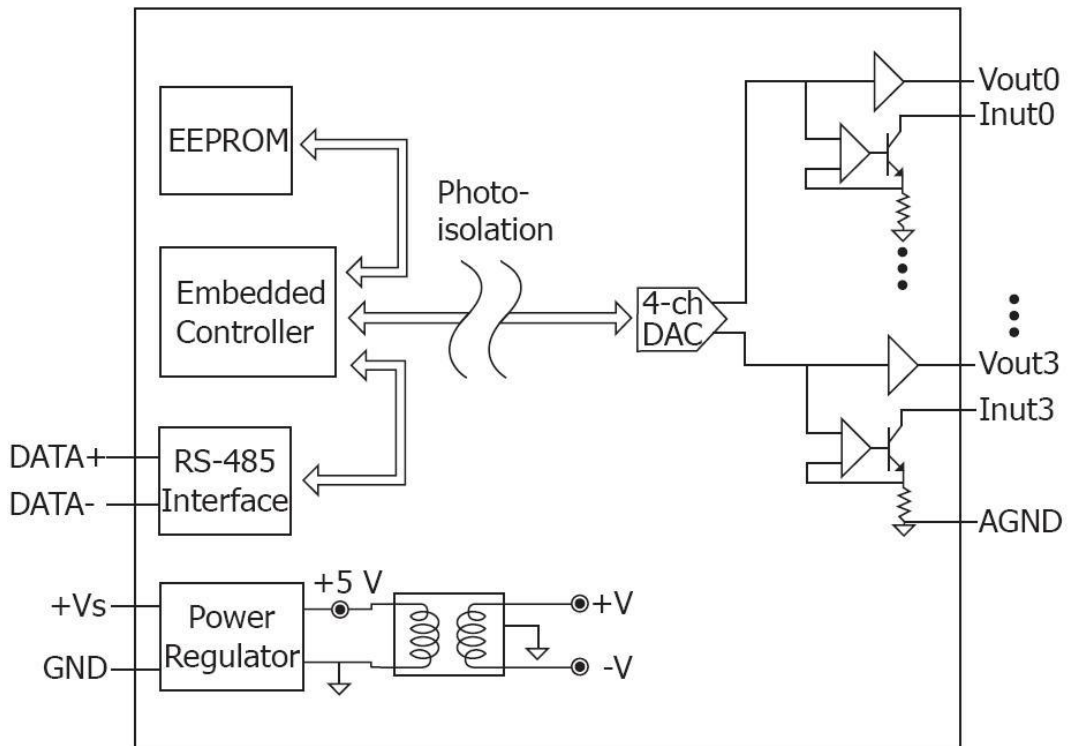 EEPROM
Photo-
isolation
Embedded
Controller
4-ch
DAC
Vout0
Inut0
Vout3
Inut3
AGND
DATA+
DATA-
RS-485
Interface
+Vs
GND
Power
Regulator
+5 V
+V
-V